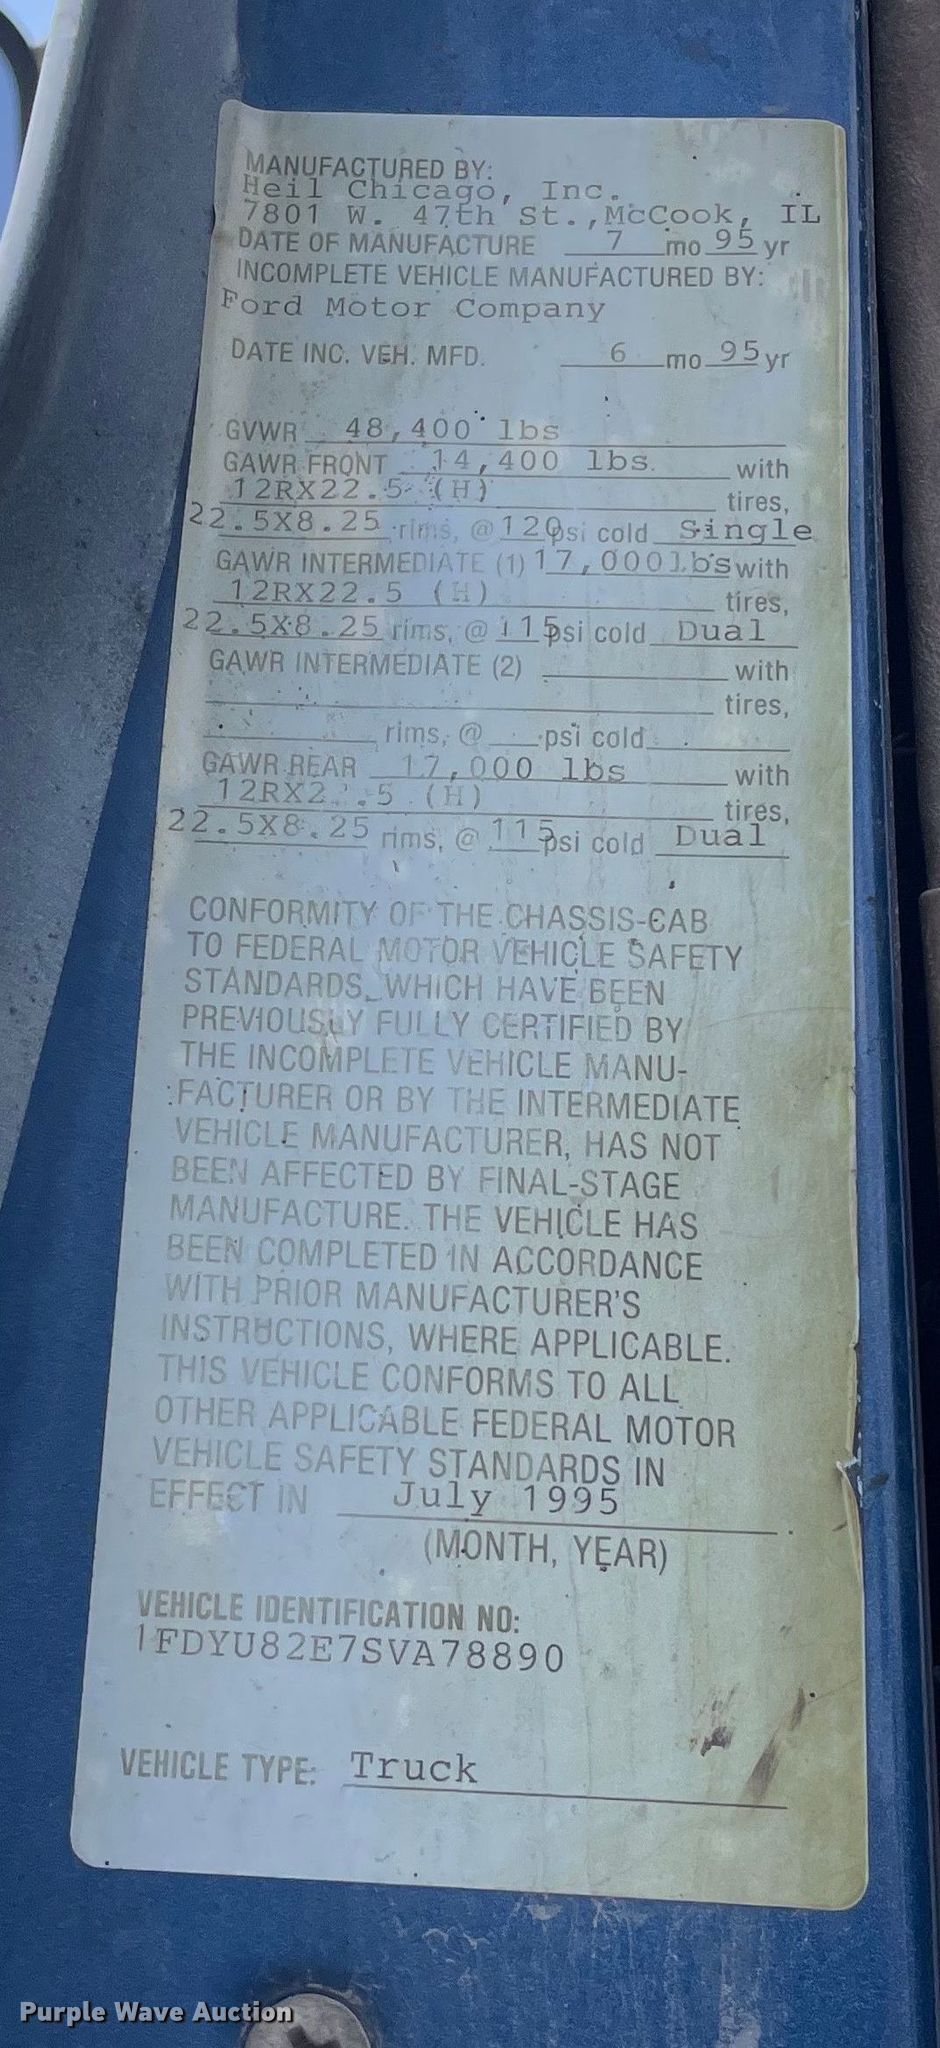 MANUFACTURED BY:
Heil Chicago, Inc.
7801 W. 47th St., McCook, IL
DATE OF MANUFACTURE 7 mo 95 yr
INCOMPLETE VEHICLE MANUFACTURED BY:
Ford Motor Company
DATE INC. VEH. MFD. 6 mo 95 yr
GVWR 48,400 lbs
GAWR FRONT 14,400 lbs with
12RX22.5 (H) tires,
22.5X8.25 rims, @ 120psi cold Single
GAWR INTERMEDIATE (1) 17,000lbs with
12RX22.5 (H) tires,
22.5X8.25 rims, @ 115psi cold Dual
GAWR INTERMEDIATE (2) with
tires,
rims, @ psi cold
GAWR REAR 17,000 lbs with
12RX22.5 (H) tires,
22.5X8.25 rims, @ 115psi cold Dual
CONFORMITY OF THE CHASSIS-CAB
TO FEDERAL MOTOR VEHICLE SAFETY
STANDARDS, WHICH HAVE BEEN
PREVIOUSLY FULLY CERTIFIED BY
THE INCOMPLETE VEHICLE MANU-
FACTURER OR BY THE INTERMEDIATE
VEHICLE MANUFACTURER, HAS NOT
BEEN AFFECTED BY FINAL-STAGE
MANUFACTURE. THE VEHICLE HAS
BEEN COMPLETED IN ACCORDANCE
WITH PRIOR MANUFACTURER'S
INSTRUCTIONS, WHERE APPLICABLE.
THIS VEHICLE CONFORMS TO ALL
OTHER APPLICABLE FEDERAL MOTOR
VEHICLE SAFETY STANDARDS IN
EFFECT IN July 1995.
(MONTH, YEAR)
VEHICLE IDENTIFICATION NO:
1FDYU82E7SVA78890
VEHICLE TYPE: Truck
Purple Wave Auction